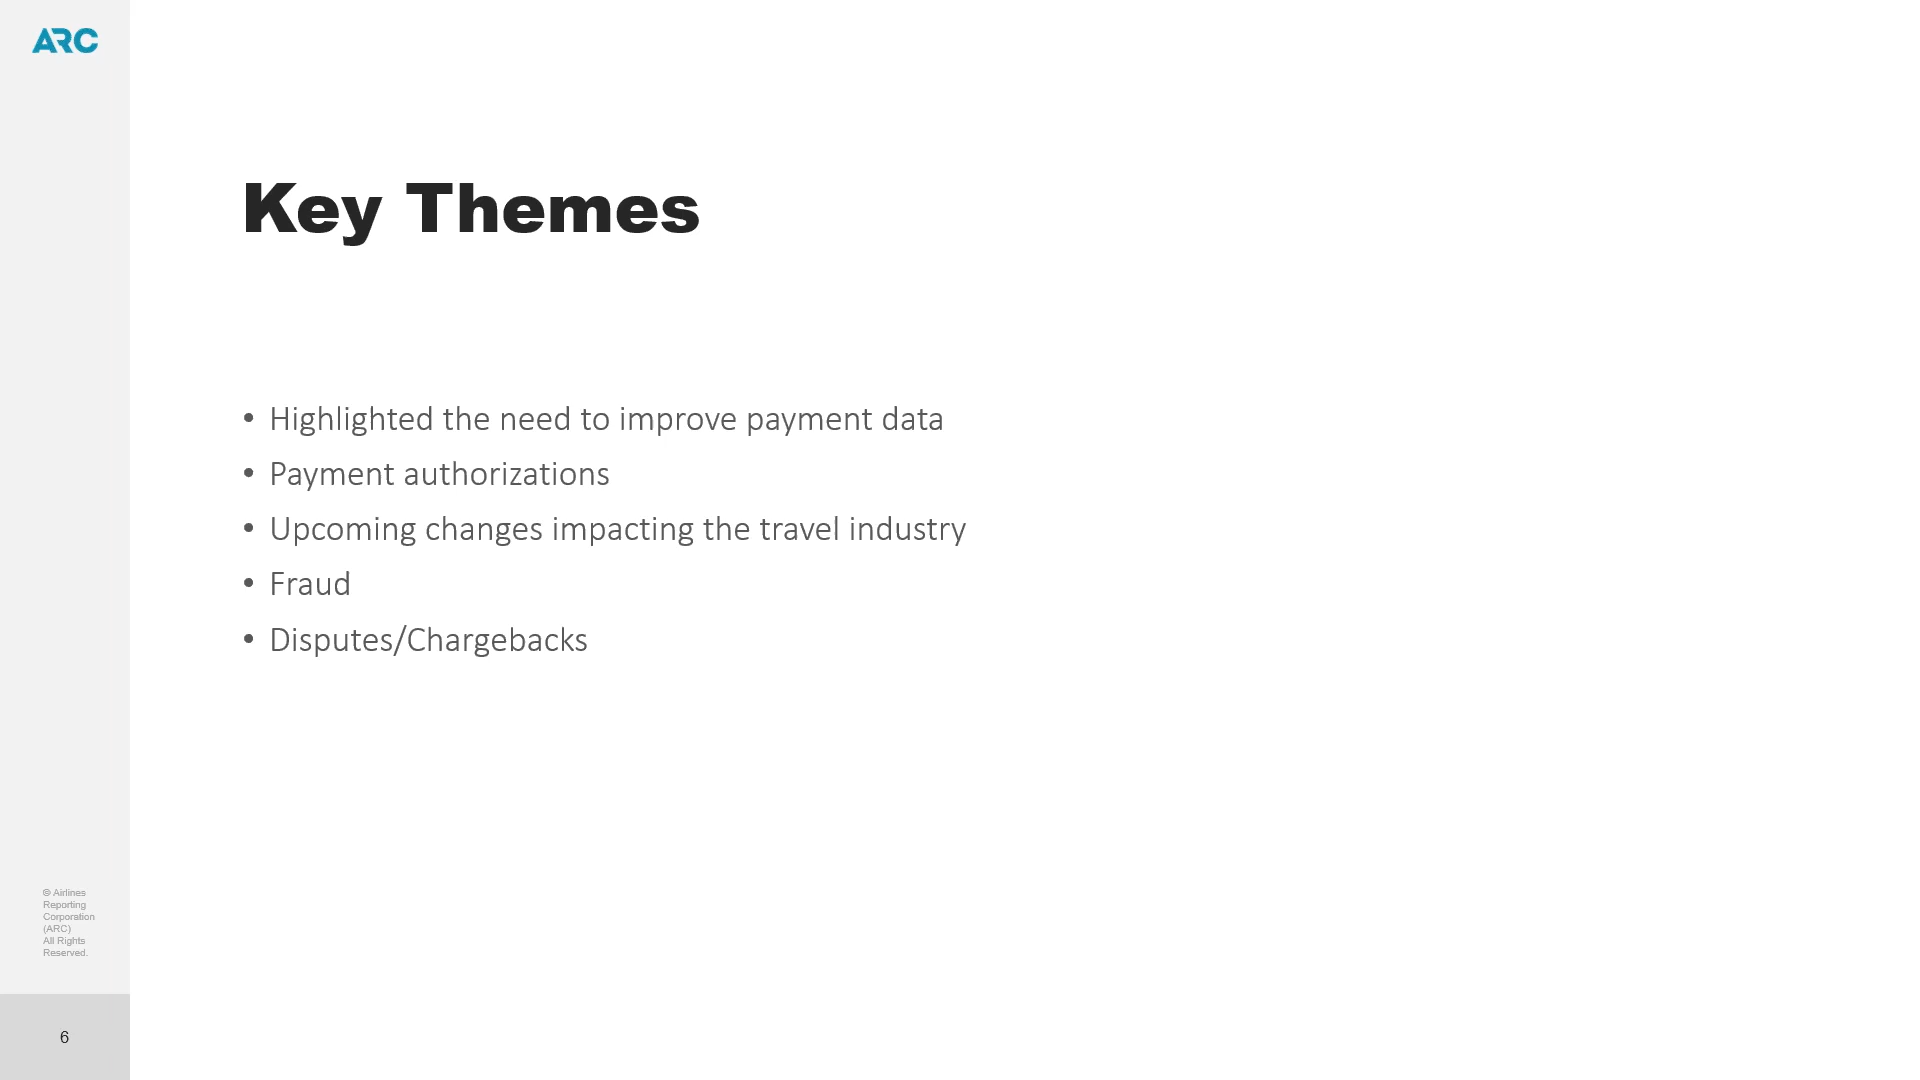 ARC
Key Themes
• Highlighted the need to improve payment data
• Payment authorizations
• Upcoming changes impacting the travel industry
• Fraud
• Disputes/Chargebacks
© Airlines
Reporting
Corporation
(ARC)
All Rights
Reserved.
6